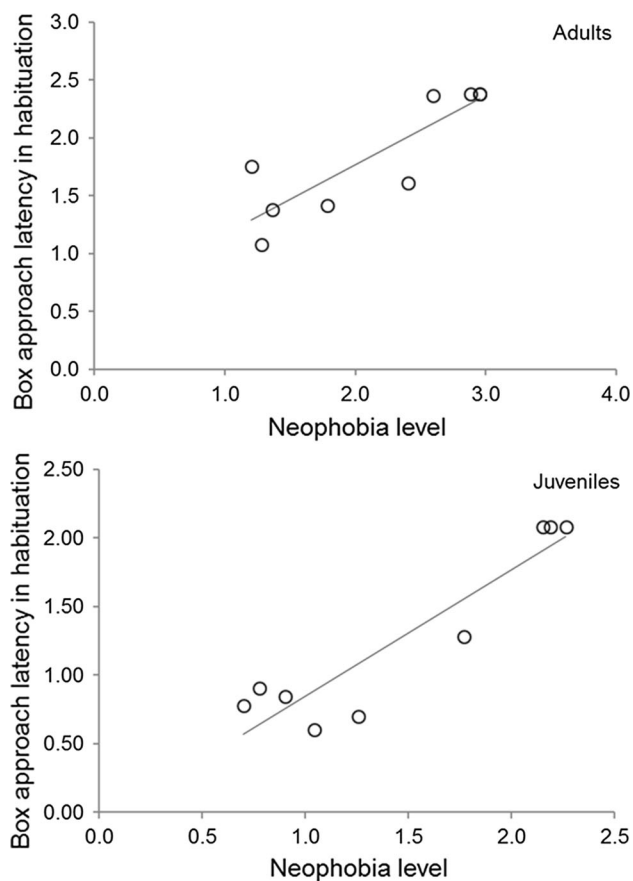 Adults
Box approach latency in habituation
3.0
2.5
2.0
1.5
1.0
0.5
0.0
0.0 1.0 2.0 3.0 4.0
Neophobia level
Juveniles
Box approach latency in habituation
2.50
2.00
1.50
1.00
0.50
0.00
0.0 0.5 1.0 1.5 2.0 2.5
Neophobia level